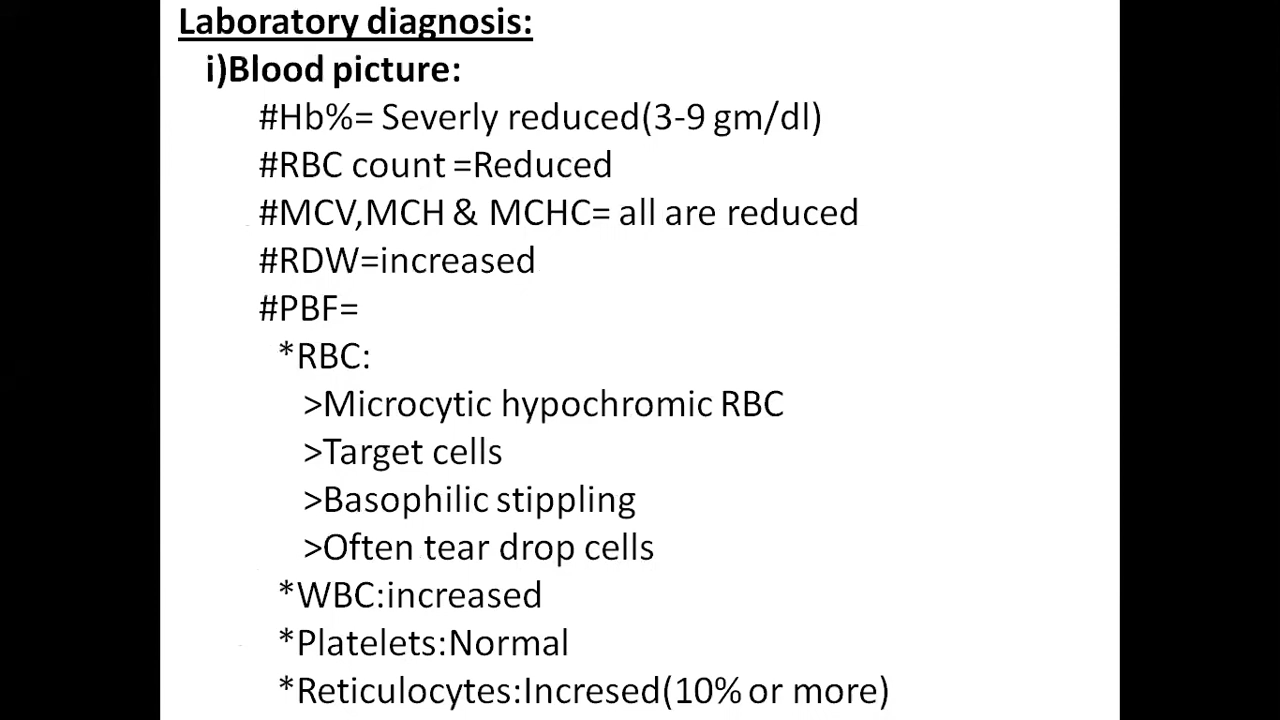 Laboratory diagnosis:
i)Blood picture:
#Hb%= Severly reduced(3-9 gm/dl)
#RBC count =Reduced
#MCV,MCH & MCHC= all are reduced
#RDW=increased
#PBF=
*RBC:
>Microcytic hypochromic RBC
>Target cells
>Basophilic stippling
>Often tear drop cells
*WBC:increased
*Platelets:Normal
*Reticulocytes:Incresed(10% or more)